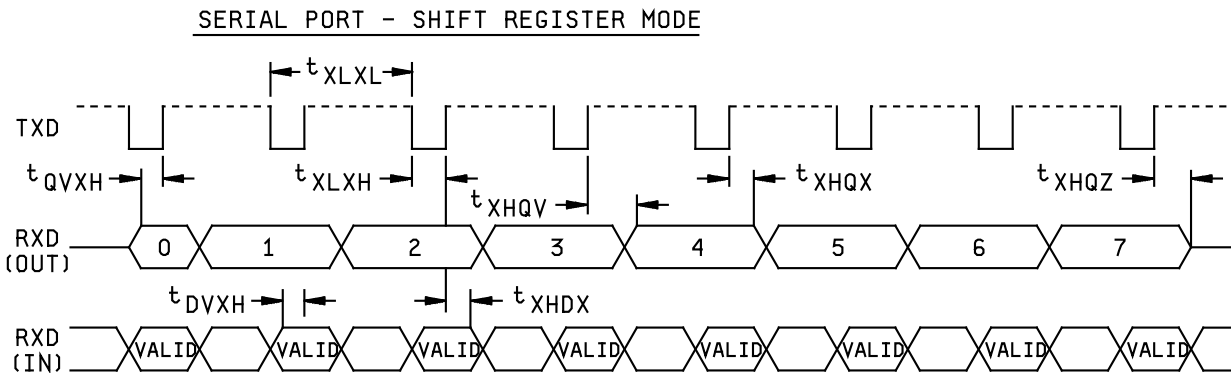 SERIAL PORT - SHIFT REGISTER MODE
tXLXL
TXD
tQVXH
tXLXH
tXHQV
tXHQX
tXHQZ
RXD
(OUT)
0 1 2 3 4 5 6 7
tDVXH
tXHDX
RXD
(IN)
VALID VALID VALID VALID VALID VALID VALID VALID